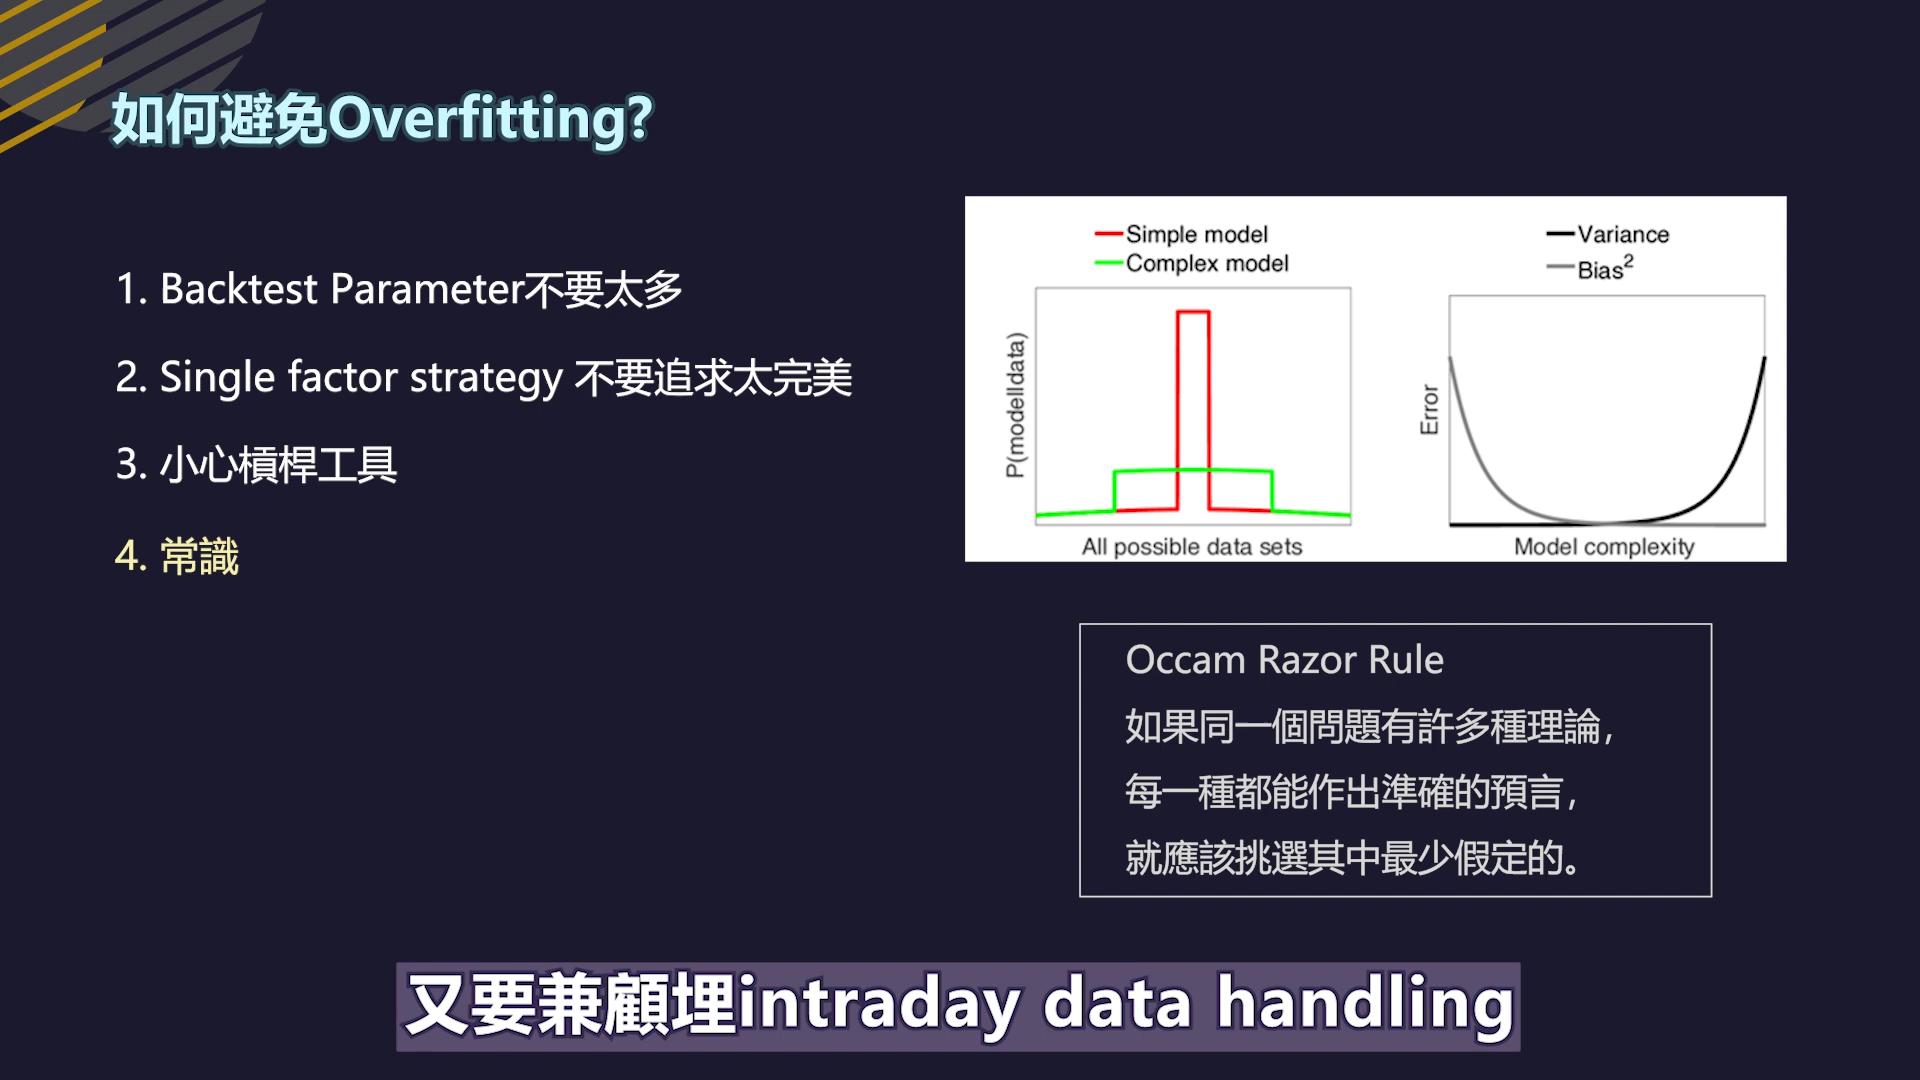 如何避免Overfitting?
1. Backtest Parameter不要太多
2. Single factor strategy 不要追求太完美
3. 小心槓桿工具
4. 常識
Simple model
Complex model
P(modelldata)
All possible data sets
Variance
Bias²
Error
Model complexity
Occam Razor Rule
如果同一個問題有許多種理論,
每一種都能作出準確的預言,
就應該挑選其中最少假定的。
又要兼顧埋intraday data handling